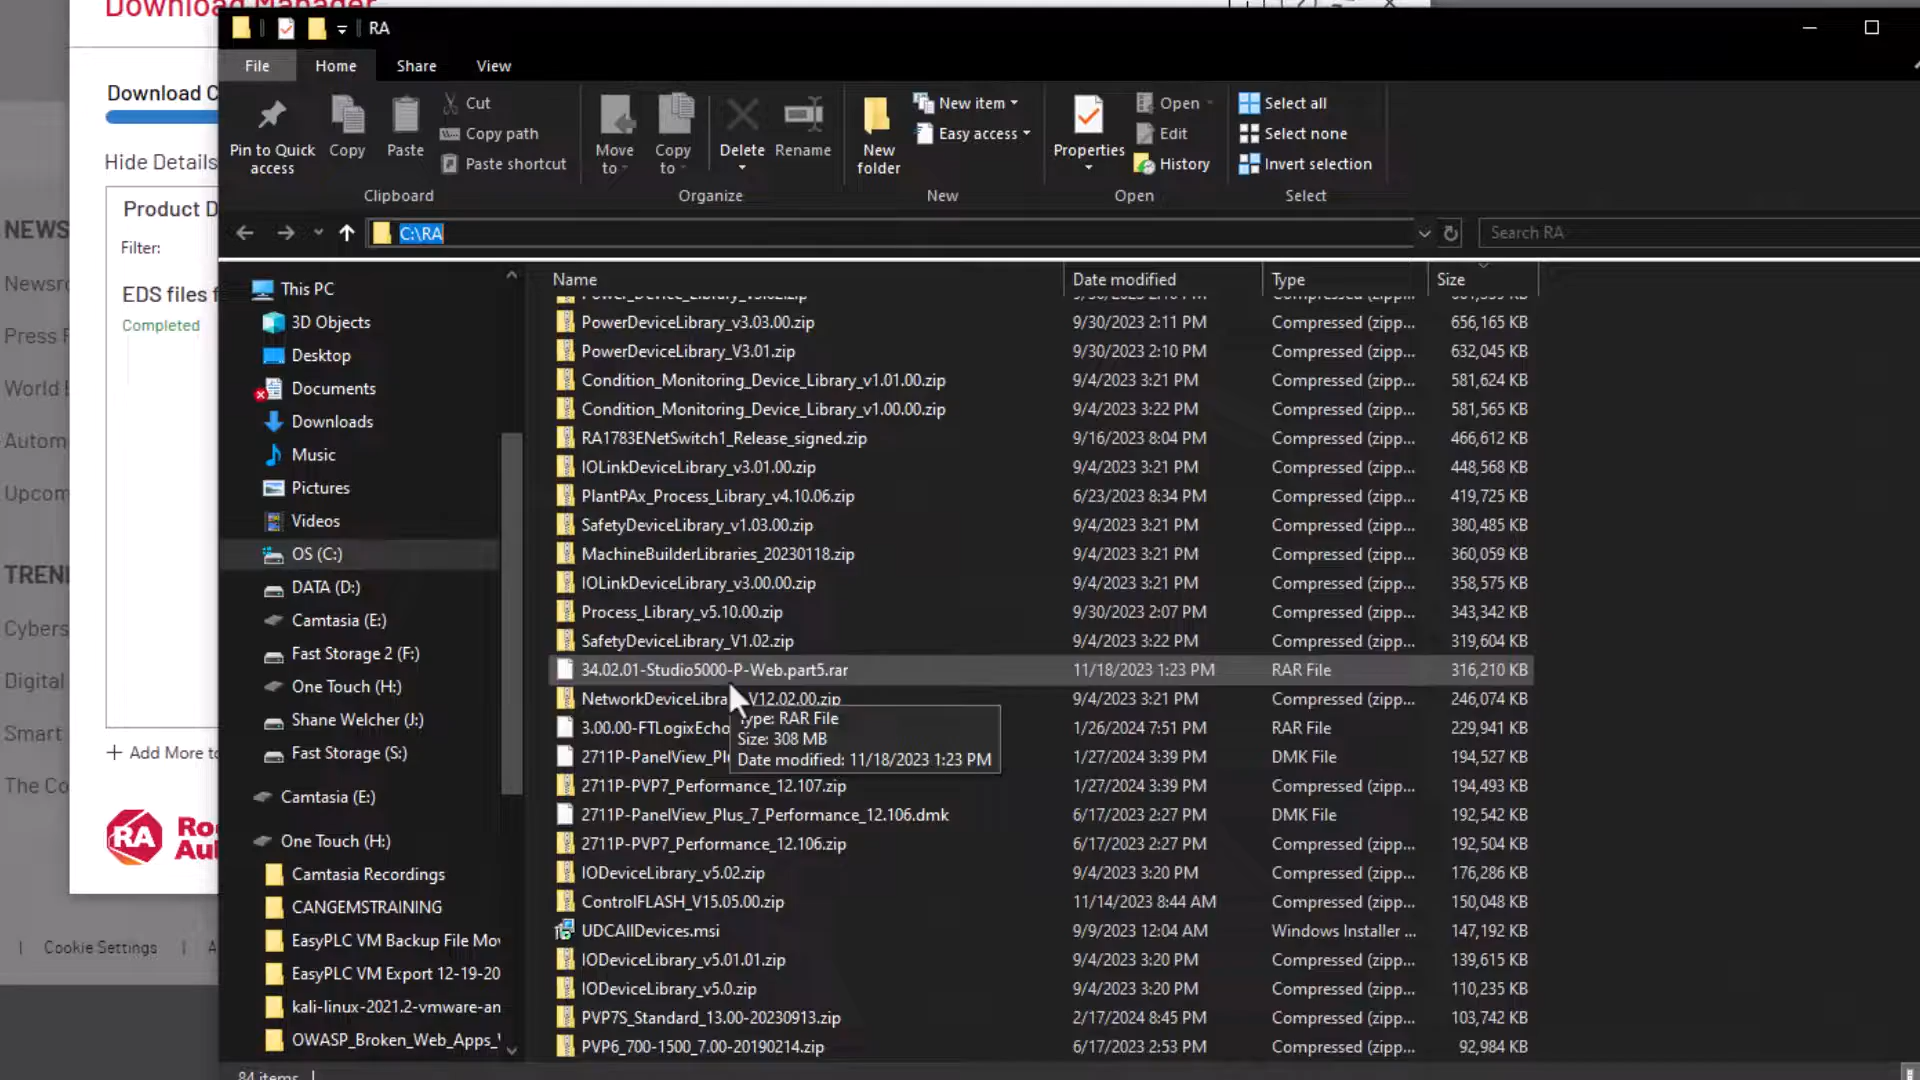 Download Manager
RA
File
Home
Share
View
Download C
Hide Details
Product D
Filter:
EDS files f
Completed
NEWS
Press
World
Autom
Upcom
TREN
Cybers
Digital
Smart
The Co
+ Add More to
Cookie Settings
Pin to Quick access
Copy
Paste
Cut
Copy path
Paste shortcut
Clipboard
Move to
Copy to
Delete
Rename
Organize
New folder
New item
Easy access
New
Properties
Open
Edit
History
Open
Select all
Select none
Invert selection
Select
C:\RA
Search RA
This PC
3D Objects
Desktop
Documents
Downloads
Music
Pictures
Videos
OS (C:)
DATA (D:)
Camtasia (E:)
Fast Storage 2 (F:)
One Touch (H:)
Shane Welcher (J:)
Fast Storage (S:)
Camtasia (E:)
One Touch (H:)
Camtasia Recordings
CANGEMSTRAINING
EasyPLC VM Backup File Mov
EasyPLC VM Export 12-19-20
kali-linux-2021.2-vmware-an
OWASP_Broken_Web_Apps_
84 items
Name Date modified Type Size
PowerDeviceLibrary_v3.03.00.zip 9/30/2023 2:11 PM Compressed (zipp... 656,165 KB
PowerDeviceLibrary_V3.01.zip 9/30/2023 2:10 PM Compressed (zipp... 632,045 KB
Condition_Monitoring_Device_Library_v1.01.00.zip 9/4/2023 3:21 PM Compressed (zipp... 581,624 KB
Condition_Monitoring_Device_Library_v1.00.00.zip 9/4/2023 3:22 PM Compressed (zipp... 581,565 KB
RA1783ENetSwitch1_Release_signed.zip 9/16/2023 8:04 PM Compressed (zipp... 466,612 KB
IOLinkDeviceLibrary_v3.01.00.zip 9/4/2023 3:21 PM Compressed (zipp... 448,568 KB
PlantPAx_Process_Library_v4.10.06.zip 6/23/2023 8:34 PM Compressed (zipp... 419,725 KB
SafetyDeviceLibrary_v1.03.00.zip 9/4/2023 3:21 PM Compressed (zipp... 380,485 KB
MachineBuilderLibraries_20230118.zip 9/4/2023 3:21 PM Compressed (zipp... 360,059 KB
IOLinkDeviceLibrary_v3.00.00.zip 9/4/2023 3:21 PM Compressed (zipp... 358,575 KB
Process_Library_v5.10.00.zip 9/30/2023 2:07 PM Compressed (zipp... 343,342 KB
SafetyDeviceLibrary_V1.02.zip 9/4/2023 3:22 PM Compressed (zipp... 319,604 KB
34.02.01-Studio5000-P-Web.part5.rar 11/18/2023 1:23 PM RAR File 316,210 KB
NetworkDeviceLibra V12.02.00.zip 9/4/2023 3:21 PM Compressed (zipp... 246,074 KB
3.00.00-FTLogixEcho 1/26/2024 7:51 PM RAR File 229,941 KB
2711P-PanelView_Pl 1/27/2024 3:39 PM DMK File 194,527 KB
2711P-PVP7_Performance_12.107.zip 1/27/2024 3:39 PM Compressed (zipp... 194,493 KB
2711P-PanelView_Plus_7_Performance_12.106.dmk 6/17/2023 2:27 PM DMK File 192,542 KB
2711P-PVP7_Performance_12.106.zip 6/17/2023 2:27 PM Compressed (zipp... 192,504 KB
IODeviceLibrary_v5.02.zip 9/4/2023 3:20 PM Compressed (zipp... 176,286 KB
ControlFLASH_V15.05.00.zip 11/14/2023 8:44 AM Compressed (zipp... 150,048 KB
UDCAllDevices.msi 9/9/2023 12:04 AM Windows Installer ... 147,192 KB
IODeviceLibrary_v5.01.01.zip 9/4/2023 3:20 PM Compressed (zipp... 139,615 KB
IODeviceLibrary_v5.0.zip 9/4/2023 3:20 PM Compressed (zipp... 110,235 KB
PVP7S_Standard_13.00-20230913.zip 2/17/2024 8:45 PM Compressed (zipp... 103,742 KB
PVP6_700-1500_7.00-20190214.zip 6/17/2023 2:53 PM Compressed (zipp... 92,984 KB
Type: RAR File
Size: 308 MB
Date modified: 11/18/2023 1:23 PM
RA